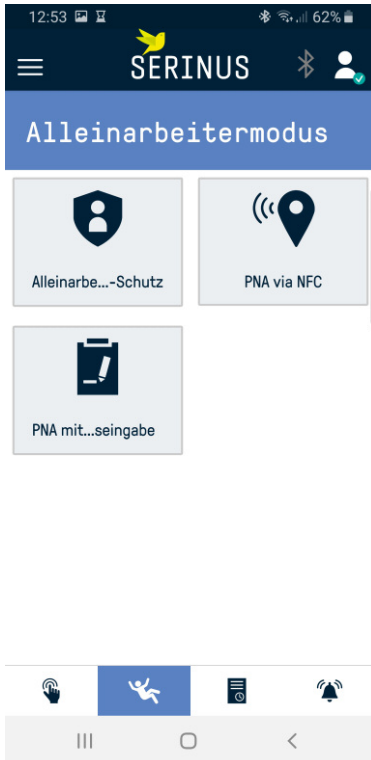 12:53 62%
SERINUS
Alleinarbeitermodus
Alleinarbe...-Schutz
PNA via NFC
PNA mit...seingabe